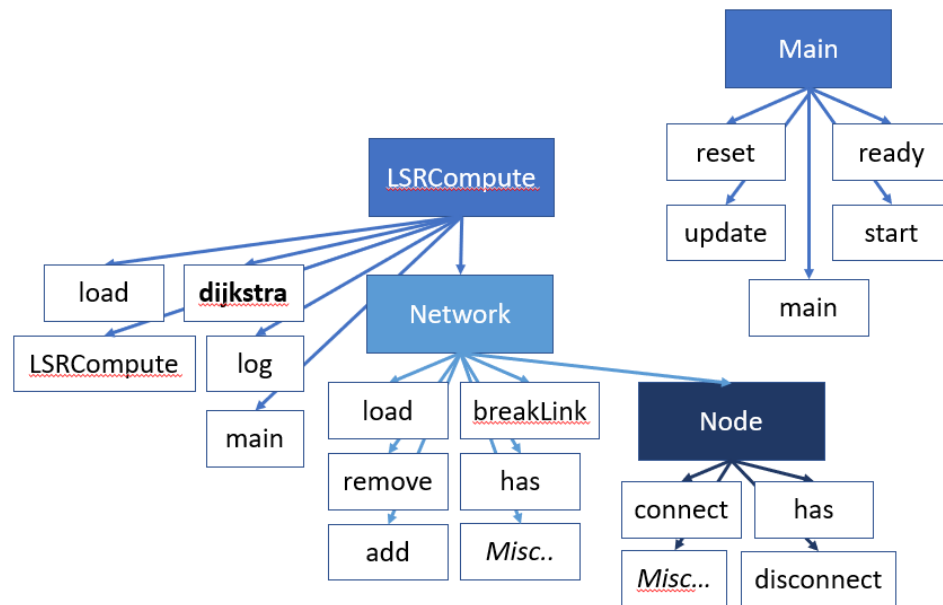 Main
reset
ready
LSRCompute
update
start
load
dijkstra
main
Network
LSRCompute
log
load
breakLink
Node
main
remove
has
connect
has
add
Misc..
Misc...
disconnect